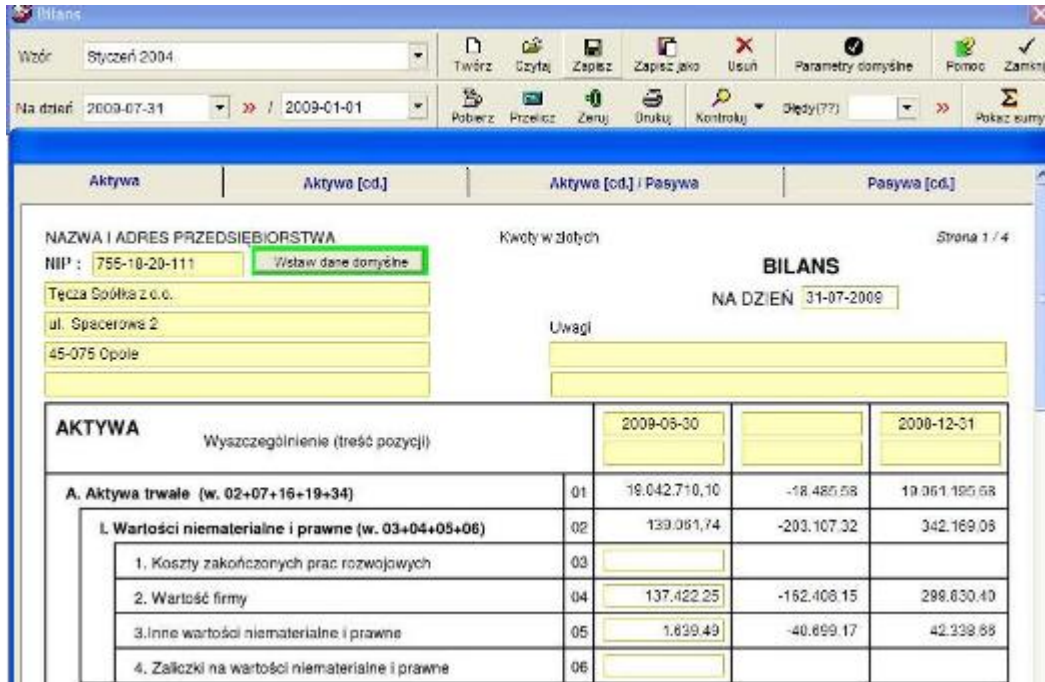 Bilans
Wzór Styczeń 2004 Twórz Czytaj Zapisz Zapisz jako Usuń Parametry domyślne Pomoc Zamkn
Na dzień 2009-07-31 / 2009-01-01 Pobierz Przelicz Zeruj Drukuj Kontroluj Błędy(??) Pokaż sumy
Aktywa Aktywa [cd.] Aktywa [cd.] / Pasywa Pasywa [cd.]
NAZWA I ADRES PRZEDSIĘBIORSTWA Kwoty w złotych Strona 1 / 4
NIP : 755-18-20-111 Wstaw dane domyślne BILANS
Tęcza Spółka z o.o. NA DZIEŃ 31-07-2009
ul. Spacerowa 2 Uwagi
45-075 Opole
AKTYWA Wyszczególnienie (treść pozycji) 2009-06-30 2008-12-31
A. Aktywa trwałe (w. 02+07+16+19+34) 01 19.042.710,10 -18.485,58 19.061.195,68
I. Wartości niematerialne i prawne (w. 03+04+05+06) 02 139.061,74 -203.107,32 342.169,06
1. Koszty zakończonych prac rozwojowych 03
2. Wartość firmy 04 137.422,25 -162.408,15 299.830,40
3.Inne wartości niematerialne i prawne 05 1.639,49 -40.699,17 42.338,66
4. Zaliczki na wartości niematerialne i prawne 06